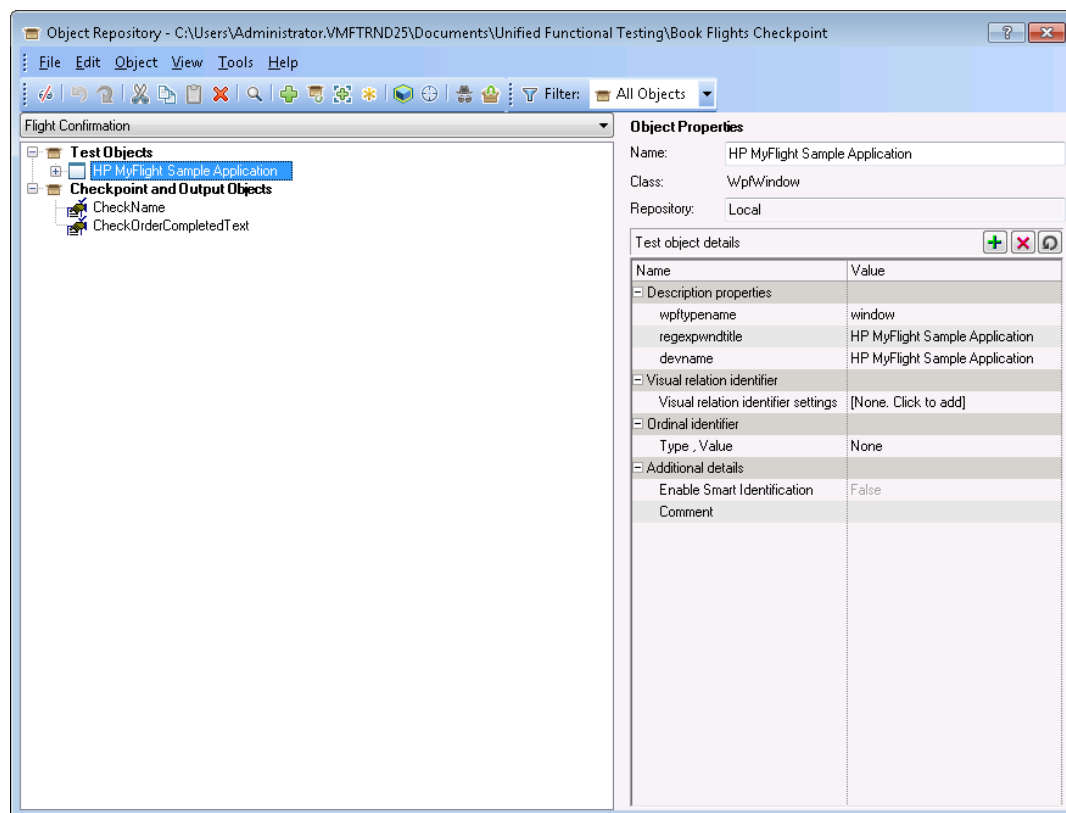 Object Repository - C:\Users\Administrator.VMFTRND25\Documents\Unified Functional Testing\Book Flights Checkpoint
File Edit Object View Tools Help
Filter: All Objects
Flight Confirmation
Test Objects
HP MyFlight Sample Application
Checkpoint and Output Objects
CheckName
CheckOrderCompletedText
Object Properties
Name: HP MyFlight Sample Application
Class: WpfWindow
Repository: Local
Test object details
Name Value
Description properties
wpftypename window
regexpwndtitle HP MyFlight Sample Application
devname HP MyFlight Sample Application
Visual relation identifier
Visual relation identifier settings [None. Click to add]
Ordinal identifier
Type , Value None
Additional details
Enable Smart Identification False
Comment